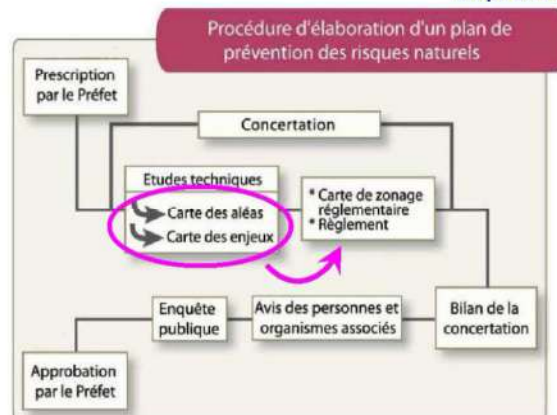 Procédure d'élaboration d'un plan de
prévention des risques naturels
Prescription
par le Préfet
Concertation
Etudes techniques
Carte des aléas
Carte des enjeux
* Carte de zonage
réglementaire
* Règlement
Bilan de la
concertation
Avis des personnes et
organismes associés
Enquête
publique
Approbation
par le Préfet